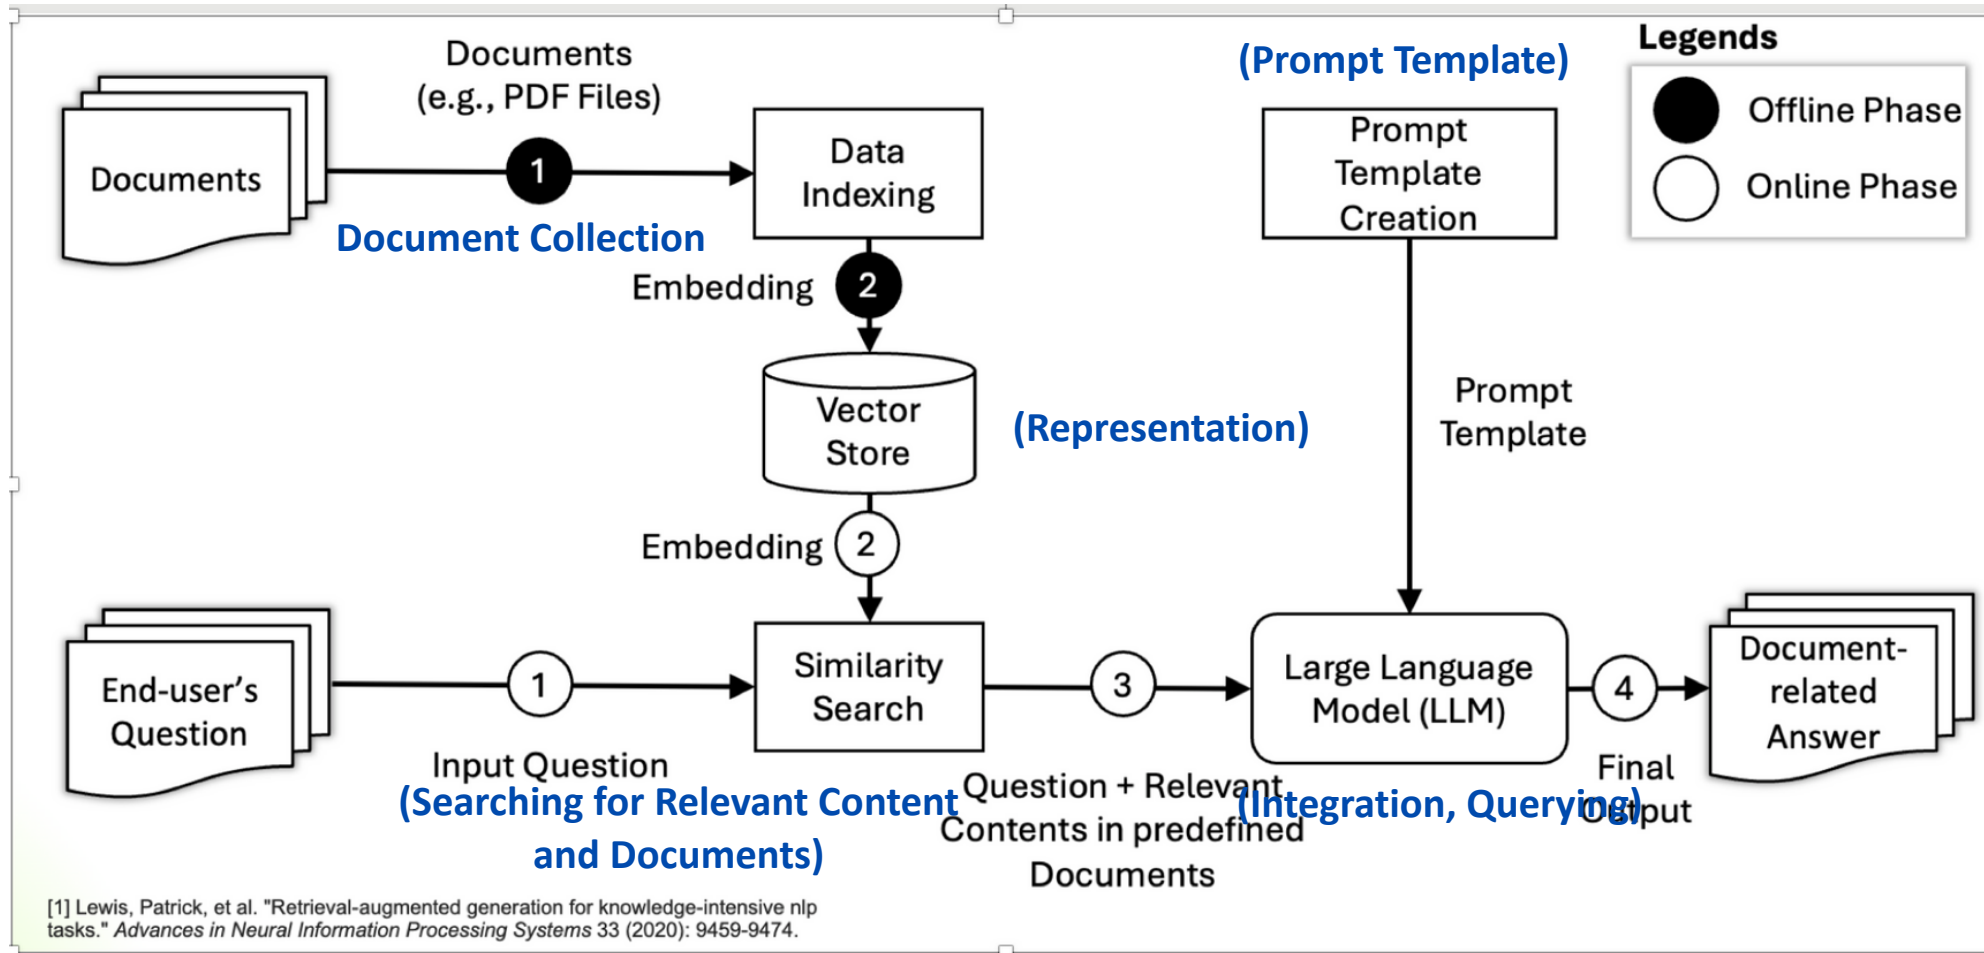 Documents
(e.g., PDF Files)
(Prompt Template)
Legends
Offline Phase
Online Phase
Documents
1
Data
Indexing
Prompt
Template
Creation
Document Collection
Embedding
2
Vector
Store
(Representation)
Prompt
Template
Embedding
2
End-user's
Question
1
Similarity
Search
3
Large Language
Model (LLM)
4
Document-
related
Answer
Input Question
(Searching for Relevant Content
and Documents)
Question + Relevant
Contents in predefined
Documents
(Integration, Querying)
Final
Output
[1] Lewis, Patrick, et al. "Retrieval-augmented generation for knowledge-intensive nlp
tasks." Advances in Neural Information Processing Systems 33 (2020): 9459-9474.